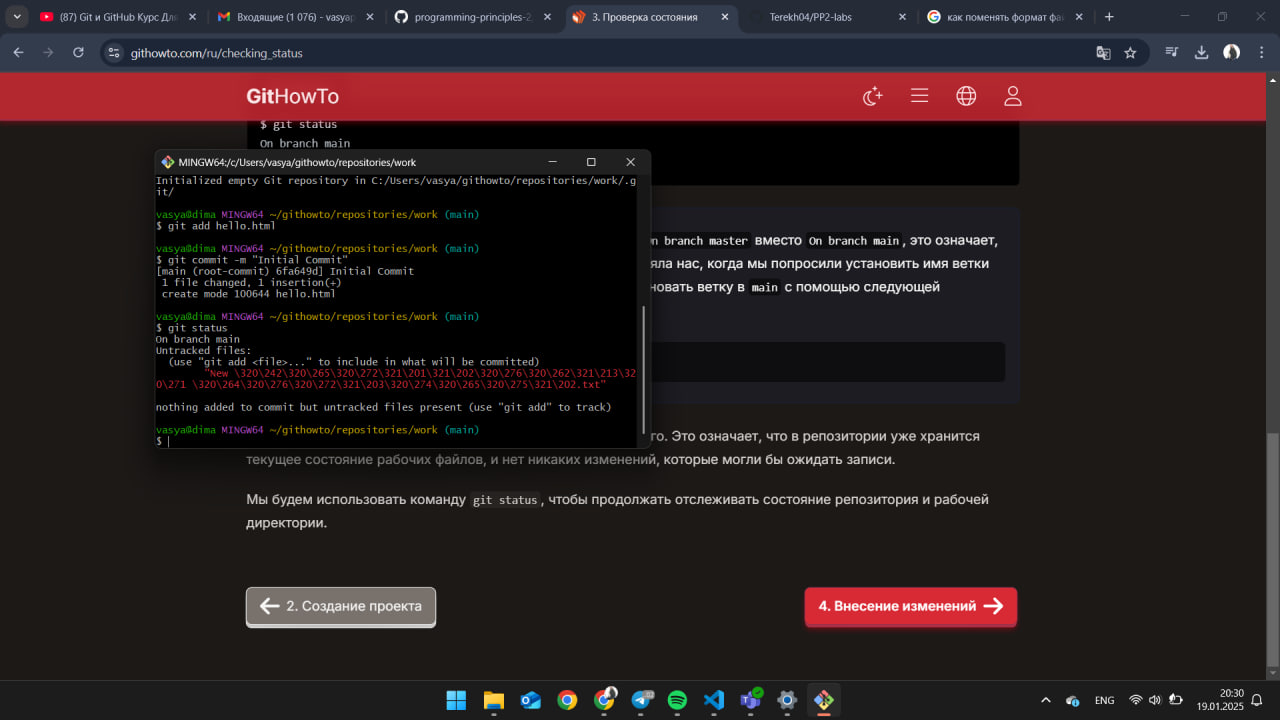 (87) Git и GitHub Курс Для
Входящие (1 076) - vasyap
programming-principles-2
3. Проверка состояния
Terekh04/PP2-labs
как поменять формат фай
githowto.com/ru/checking_status
GitHowTo
$ git status
On branch main
MINGW64:/c/Users/vasya/githowto/repositories/work
Initialized empty Git repository in C:/Users/vasya/githowto/repositories/work/.g
it/
vasya@dima MINGW64 ~/githowto/repositories/work (main)
$ git add hello.html
vasya@dima MINGW64 ~/githowto/repositories/work (main)
$ git commit -m "Initial Commit"
[main (root-commit) 6fa649d] Initial Commit
1 file changed, 1 insertion(+)
create mode 100644 hello.html
vasya@dima MINGW64 ~/githowto/repositories/work (main)
$ git status
On branch main
Untracked files:
(use "git add <file>..." to include in what will be committed)
"New \320\242\320\265\320\272\321\201\321\202\320\276\320\262\321\213\32
0\271 \320\264\320\276\320\272\321\203\320\274\320\265\320\275\321\202.txt"
nothing added to commit but untracked files present (use "git add" to track)
vasya@dima MINGW64 ~/githowto/repositories/work (main)
$
n branch master вместо On branch main, это означает,
яла нас, когда мы попросили установить имя ветки
новать ветку в main с помощью следующей
го. Это означает, что в репозитории уже хранится
текущее состояние рабочих файлов, и нет никаких изменений, которые могли бы ожидать записи.
Мы будем использовать команду git status, чтобы продолжать отслеживать состояние репозитория и рабочей
директории.
2. Создание проекта
4. Внесение изменений
ENG
20:30
19.01.2025